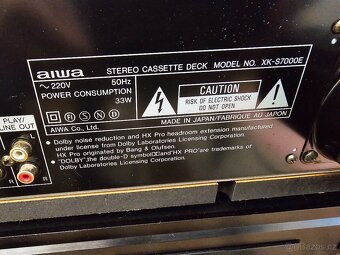 aiwa STEREO CASSETTE DECK MODEL NO. XK-S7000E
~ 220V
50Hz
POWER CONSUMPTION
33W
CAUTION
RISK OF ELECTRIC SHOCK
DO NOT OPEN
AIWA Co., Ltd.
MADE IN JAPAN/FABRIQUÉ AU JAPON
PLAY/
LINE OUT
R
R
• Dolby noise reduction and HX Pro headroom extension manufactured
under license from Dolby Laboratories Licensing Corporation.
HX Pro originated by Bang & Olufsen.
• "DOLBY", the double-D symbol and "HX PRO" are trademarks of
Dolby Laboratories Licensing Corporation.